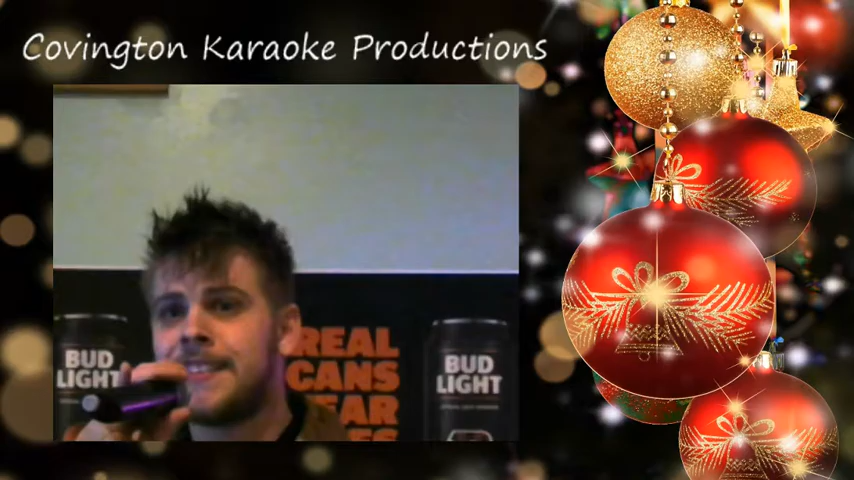 Covington Karaoke Productions
BUD
LIGHT
REAL
CANS
BUD
LIGHT